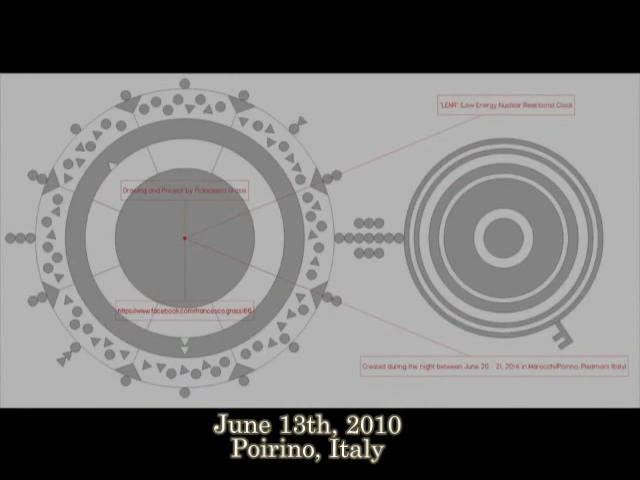 "LENR" (Low Energy Nuclear Reactions) Clock
Drawing and Project by Francesco Grassi
https://www.facebook.com/francesco.grassi66
Created during the night between June 20 - 21, 2014 in Marocchi/Poirino, Piedmont (Italy)
June 13th, 2010
Poirino, Italy